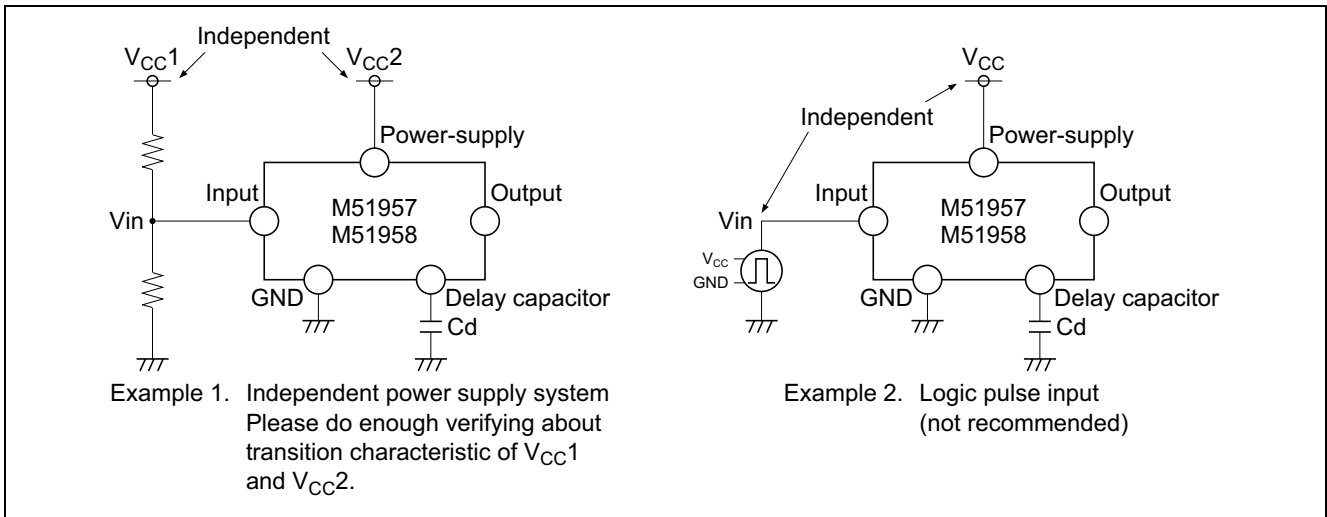 Independent
VCC1
VCC2
Power-supply
Input
Output
M51957
M51958
Vin
GND
Delay capacitor
Cd
Example 1. Independent power supply system
Please do enough verifying about
transition characteristic of VCC1
and VCC2.
VCC
Independent
Power-supply
Input
Output
M51957
M51958
Vin
VCC
GND
GND
Delay capacitor
Cd
Example 2. Logic pulse input
(not recommended)